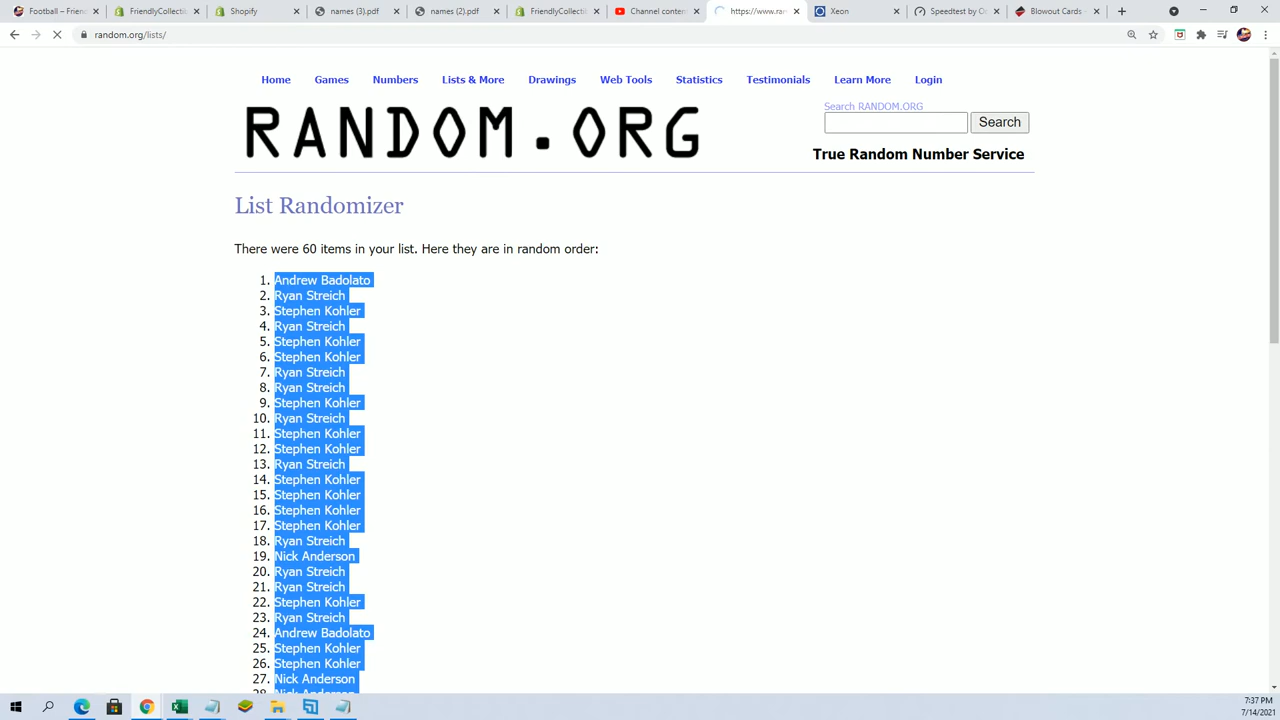 Football – Friend
FriendlyCollectib
Shopify
names (3).pdf
names (2).pdf
FriendlyCollectib
Channel conten
https://www.ran
Xeon
Speedtest by O
Blowout Cards -
random.org/lists/
Home Games Numbers Lists & More Drawings Web Tools Statistics Testimonials Learn More Login
RANDOM.ORG
Search RANDOM.ORG
Search
True Random Number Service
List Randomizer
There were 60 items in your list. Here they are in random order:
1. Andrew Badolato
2. Ryan Streich
3. Stephen Kohler
4. Ryan Streich
5. Stephen Kohler
6. Stephen Kohler
7. Ryan Streich
8. Ryan Streich
9. Stephen Kohler
10. Ryan Streich
11. Stephen Kohler
12. Stephen Kohler
13. Ryan Streich
14. Stephen Kohler
15. Stephen Kohler
16. Stephen Kohler
17. Stephen Kohler
18. Ryan Streich
19. Nick Anderson
20. Ryan Streich
21. Ryan Streich
22. Stephen Kohler
23. Ryan Streich
24. Andrew Badolato
25. Stephen Kohler
26. Stephen Kohler
27. Nick Anderson
28. Nick Anderson
7:37 PM
7/14/2021